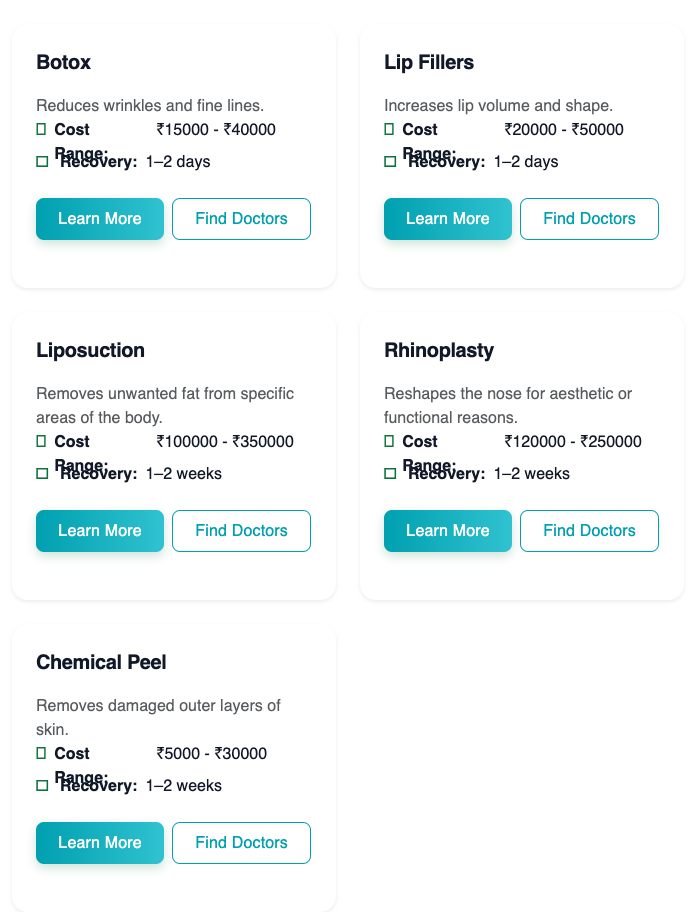 Botox
Reduces wrinkles and fine lines.
Cost Range: ₹15000 - ₹40000
Recovery: 1–2 days
Learn More
Find Doctors
Lip Fillers
Increases lip volume and shape.
Cost Range: ₹20000 - ₹50000
Recovery: 1–2 days
Learn More
Find Doctors
Liposuction
Removes unwanted fat from specific
areas of the body.
Cost Range: ₹100000 - ₹350000
Recovery: 1–2 weeks
Learn More
Find Doctors
Rhinoplasty
Reshapes the nose for aesthetic or
functional reasons.
Cost Range: ₹120000 - ₹250000
Recovery: 1–2 weeks
Learn More
Find Doctors
Chemical Peel
Removes damaged outer layers of
skin.
Cost Range: ₹5000 - ₹30000
Recovery: 1–2 weeks
Learn More
Find Doctors